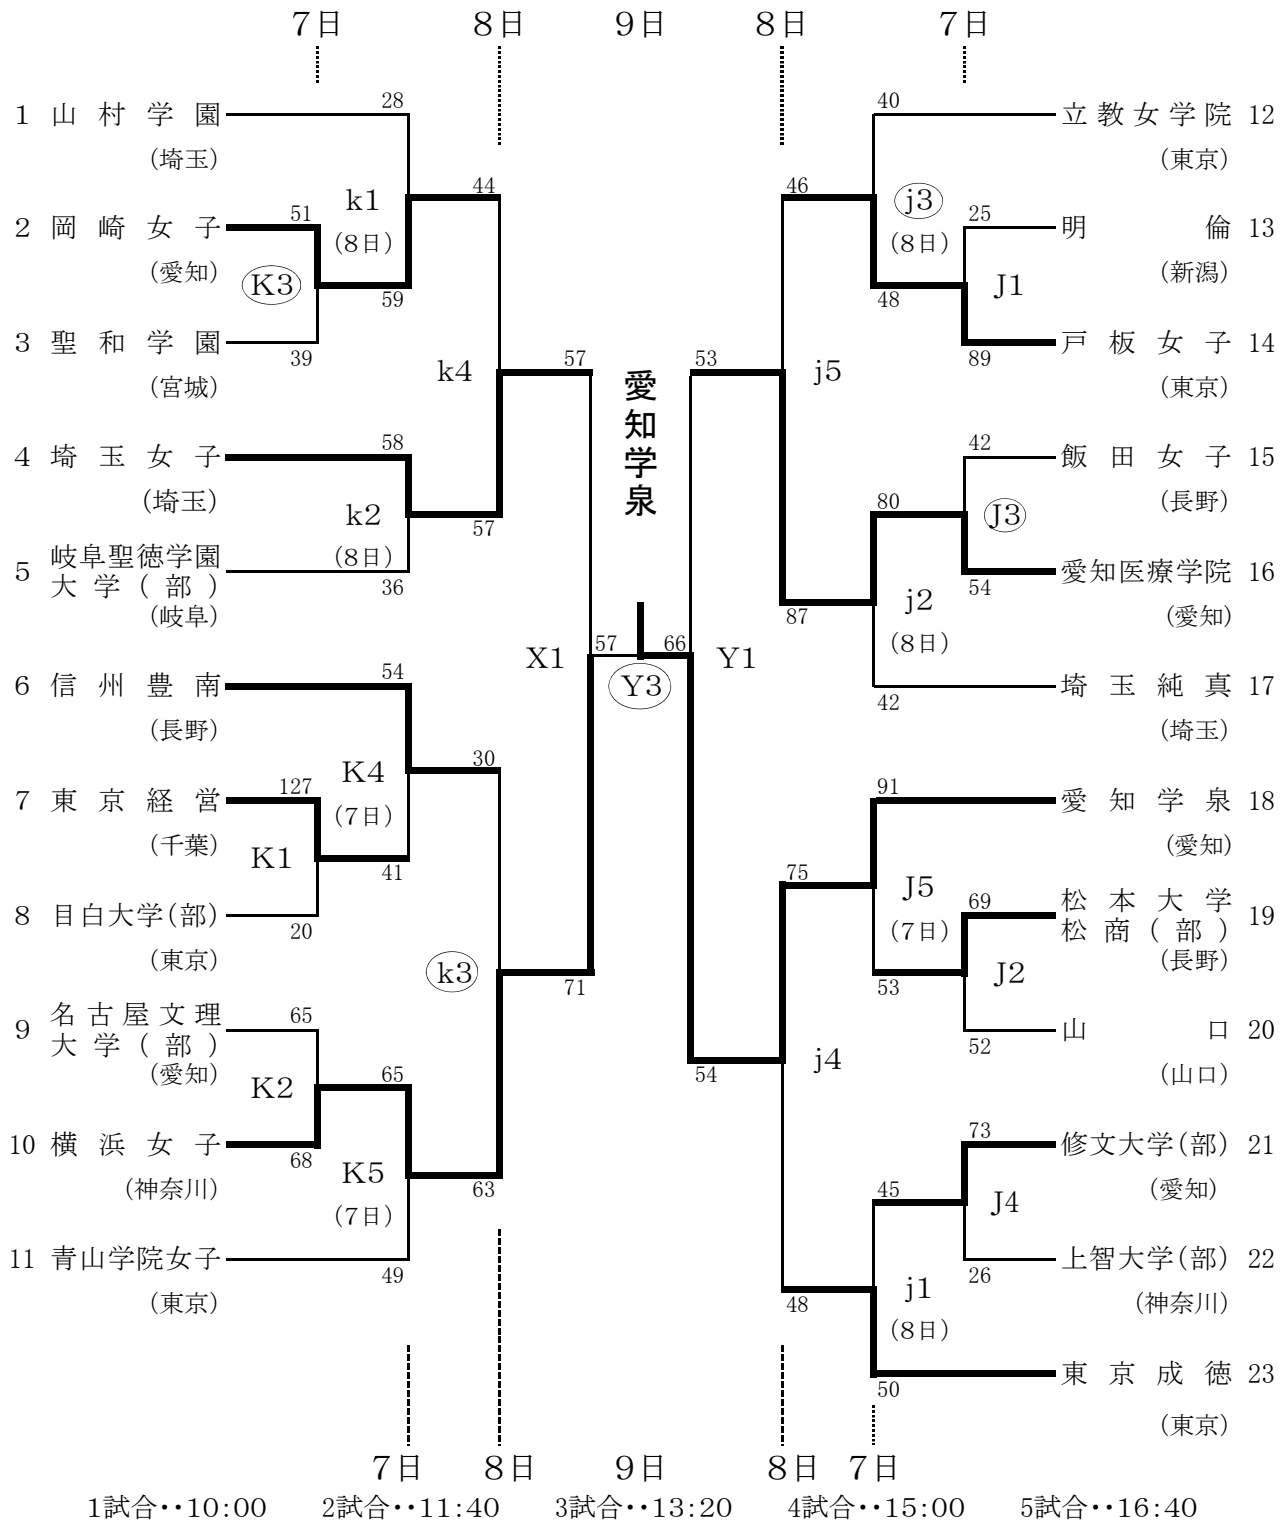 ７日 ８日 ９日 ８日 ７日
1 山村学園 28
(埼玉)
k1
(8日)
44
2 岡崎女子 51
(愛知)
K3
59
3 聖和学園 39
(宮城)
k4
57
4 埼玉女子 58
(埼玉)
k2
(8日)
57
5 岐阜聖徳学園
大学(部)
(岐阜)
36
X1
57
6 信州豊南 54
(長野)
K4
(7日)
30
7 東京経営 127
(千葉)
K1
41
8 目白大学(部) 20
(東京)
k3
71
9 名古屋文理
大学(部)
(愛知)
65
K2
65
10 横浜女子 68
(神奈川)
K5
(7日)
63
11 青山学院女子 49
(東京)
愛知学泉
Y3
40 立教女学院 12
(東京)
46
j3
(8日)
25 明倫 13
(新潟)
J1
48
89 戸板女子 14
(東京)
53
j5
42 飯田女子 15
(長野)
80
J3
54 愛知医療学院 16
(愛知)
j2
(8日)
87
66
Y1
42 埼玉純真 17
(埼玉)
91 愛知学泉 18
(愛知)
75
J5
(7日)
69
松本大学
松商(部) 19
(長野)
J2
53
52 山口 20
(山口)
54
j4
73 修文大学(部) 21
(愛知)
45
J4
26 上智大学(部) 22
(神奈川)
j1
(8日)
48
50 東京成徳 23
(東京)
７日 ８日 ９日 ８日 ７日
1試合・・10:00 2試合・・11:40 3試合・・13:20 4試合・・15:00 5試合・・16:40